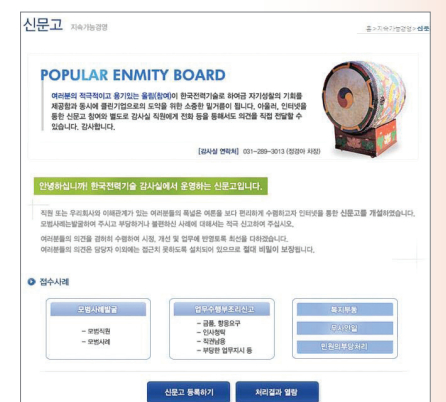 신문고 지속가능경영
홈>지속가능경영>신문
POPULAR ENMITY BOARD
여러분의 적극적이고 용기있는 울림(참여)이 한국전력기술로 하여금 자기성찰의 기회를
제공함과 동시에 클린기업으로의 도약을 위한 소중한 밑거름이 됩니다. 아울러, 인터넷을
통한 신문고 참여와 별도로 감사실 직원에게 전화 등을 통해서도 의견을 직접 전달할 수
있습니다. 감사합니다.
[감사실 연락처] 031-289-3013 (장경아 차장)
안녕하십니까! 한국전력기술 감사실에서 운영하는 신문고입니다.
직원 또는 우리회사와 이해관계가 있는 여러분들의 폭넓은 여론을 보다 편리하게 수렴하고자 인터넷을 통한 신문고를 개설하였습니다.
모범사례는발굴하여 주시고 부당하거나 불편하신 사례에 대해서는 적극 신고하여 주십시오.
여러분들의 의견을 겸허히 수렴하여 시정, 개선 및 업무에 반영토록 최선을 다하겠습니다.
여러분들의 의견은 담당자 이외에는 접근치 못하도록 설치되어 있으므로 절대 비밀이 보장됩니다.
접수사례
모범사례발굴
- 모범직원
- 모범사례
업무수행부조리신고
- 금품, 향응요구
- 인사청탁
- 직권남용
- 부당한 업무지시 등
복지부동
무사안일
민원의부당처리
신문고 등록하기
처리결과 열람